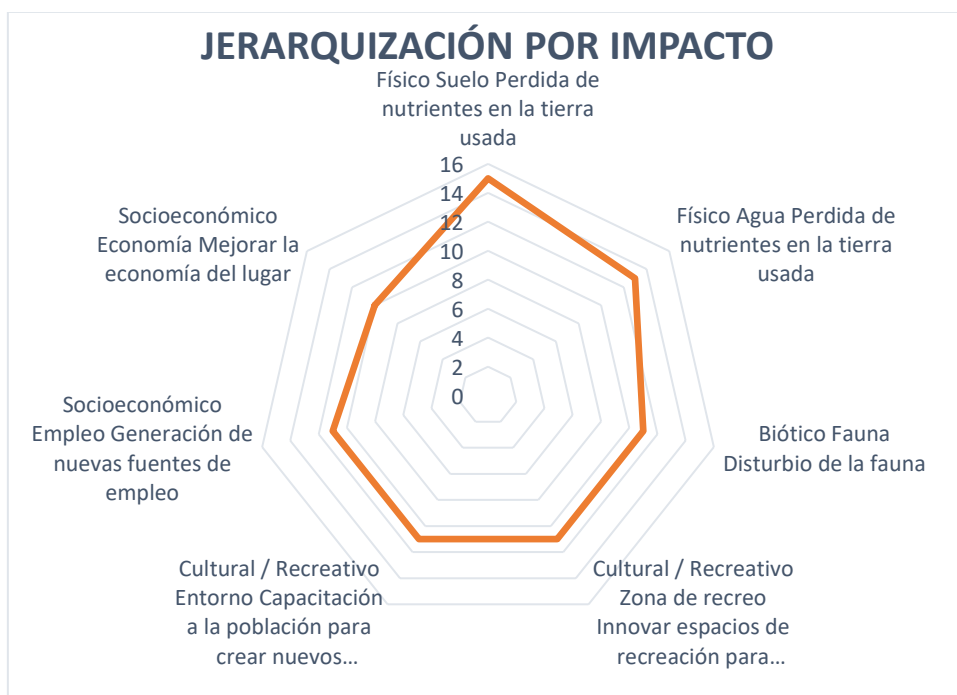 JERARQUIZACIÓN POR IMPACTO
Físico Suelo Perdida de
nutrientes en la tierra
usada
16
14
12
10
8
6
4
2
0
Físico Agua Perdida de
nutrientes en la tierra
usada
Biótico Fauna
Disturbio de la fauna
Cultural / Recreativo
Zona de recreo
Innovar espacios de
recreación para…
Cultural / Recreativo
Entorno Capacitación
a la población para
crear nuevos…
Socioeconómico
Empleo Generación de
nuevas fuentes de
empleo
Socioeconómico
Economía Mejorar la
economía del lugar